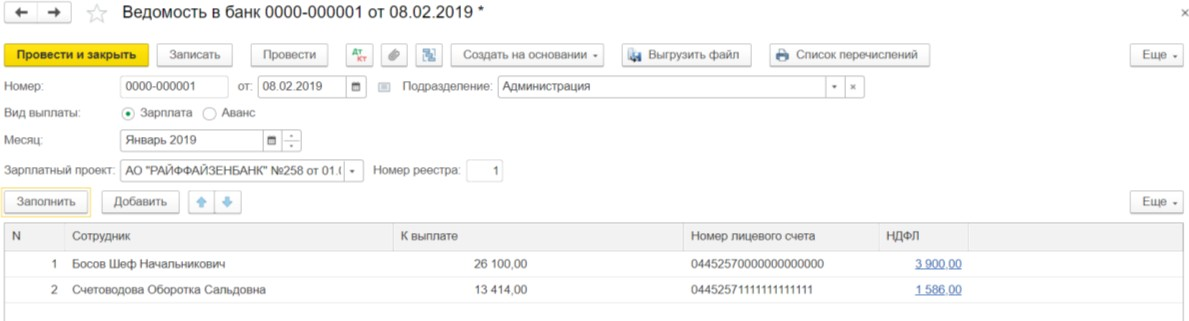 Ведомость в банк 0000-000001 от 08.02.2019 *
Провести и закрыть Записать Провести Дт Кт Создать на основании Выгрузить файл Список перечислений Еще
Номер: 0000-000001 от: 08.02.2019 Подразделение: Администрация
Вид выплаты: Зарплата Аванс
Месяц: Январь 2019
Зарплатный проект: АО "РАЙФФАЙЗЕНБАНК" №258 от 01.( Номер реестра: 1
Заполнить Добавить Еще
N Сотрудник К выплате Номер лицевого счета НДФЛ
1 Босов Шеф Начальникович 26 100,00 04452570000000000000 3 900,00
2 Счетоводова Оборотка Сальдовна 13 414,00 04452571111111111111 1 586,00